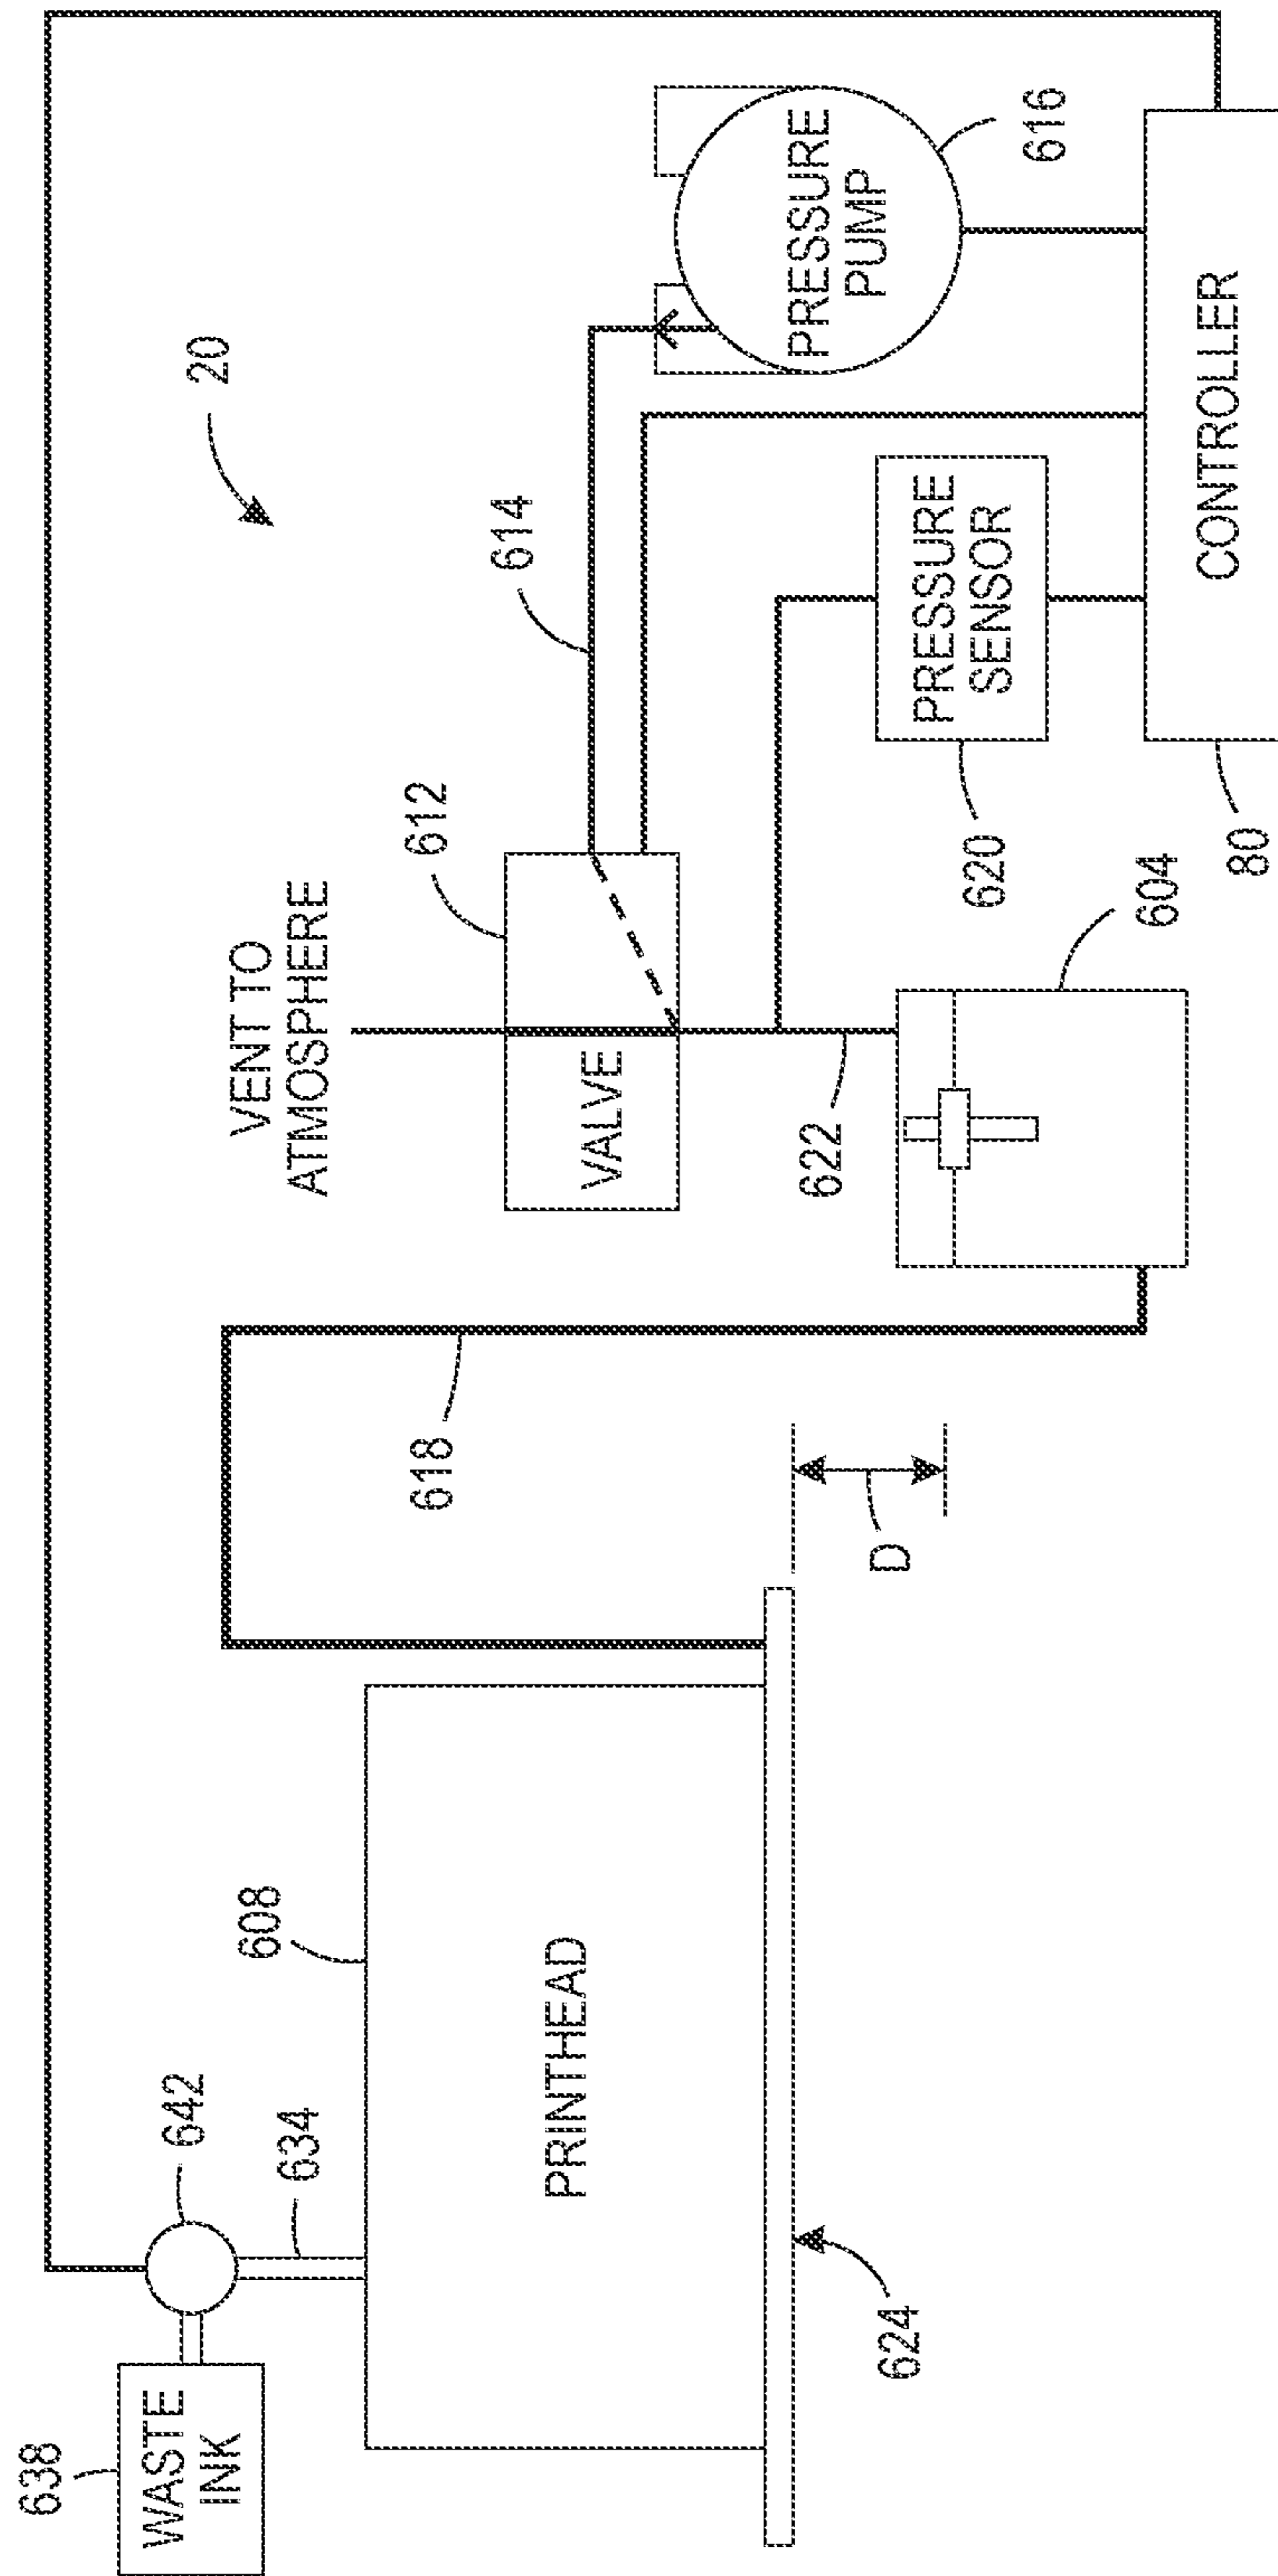 638
WASTE
INK
642
634
608
PRINTHEAD
624
20
VENT TO
ATMOSPHERE
612
VALVE
614
618
D
622
604
PRESSURE
SENSOR
620
PRESSURE
PUMP
616
CONTROLLER
80